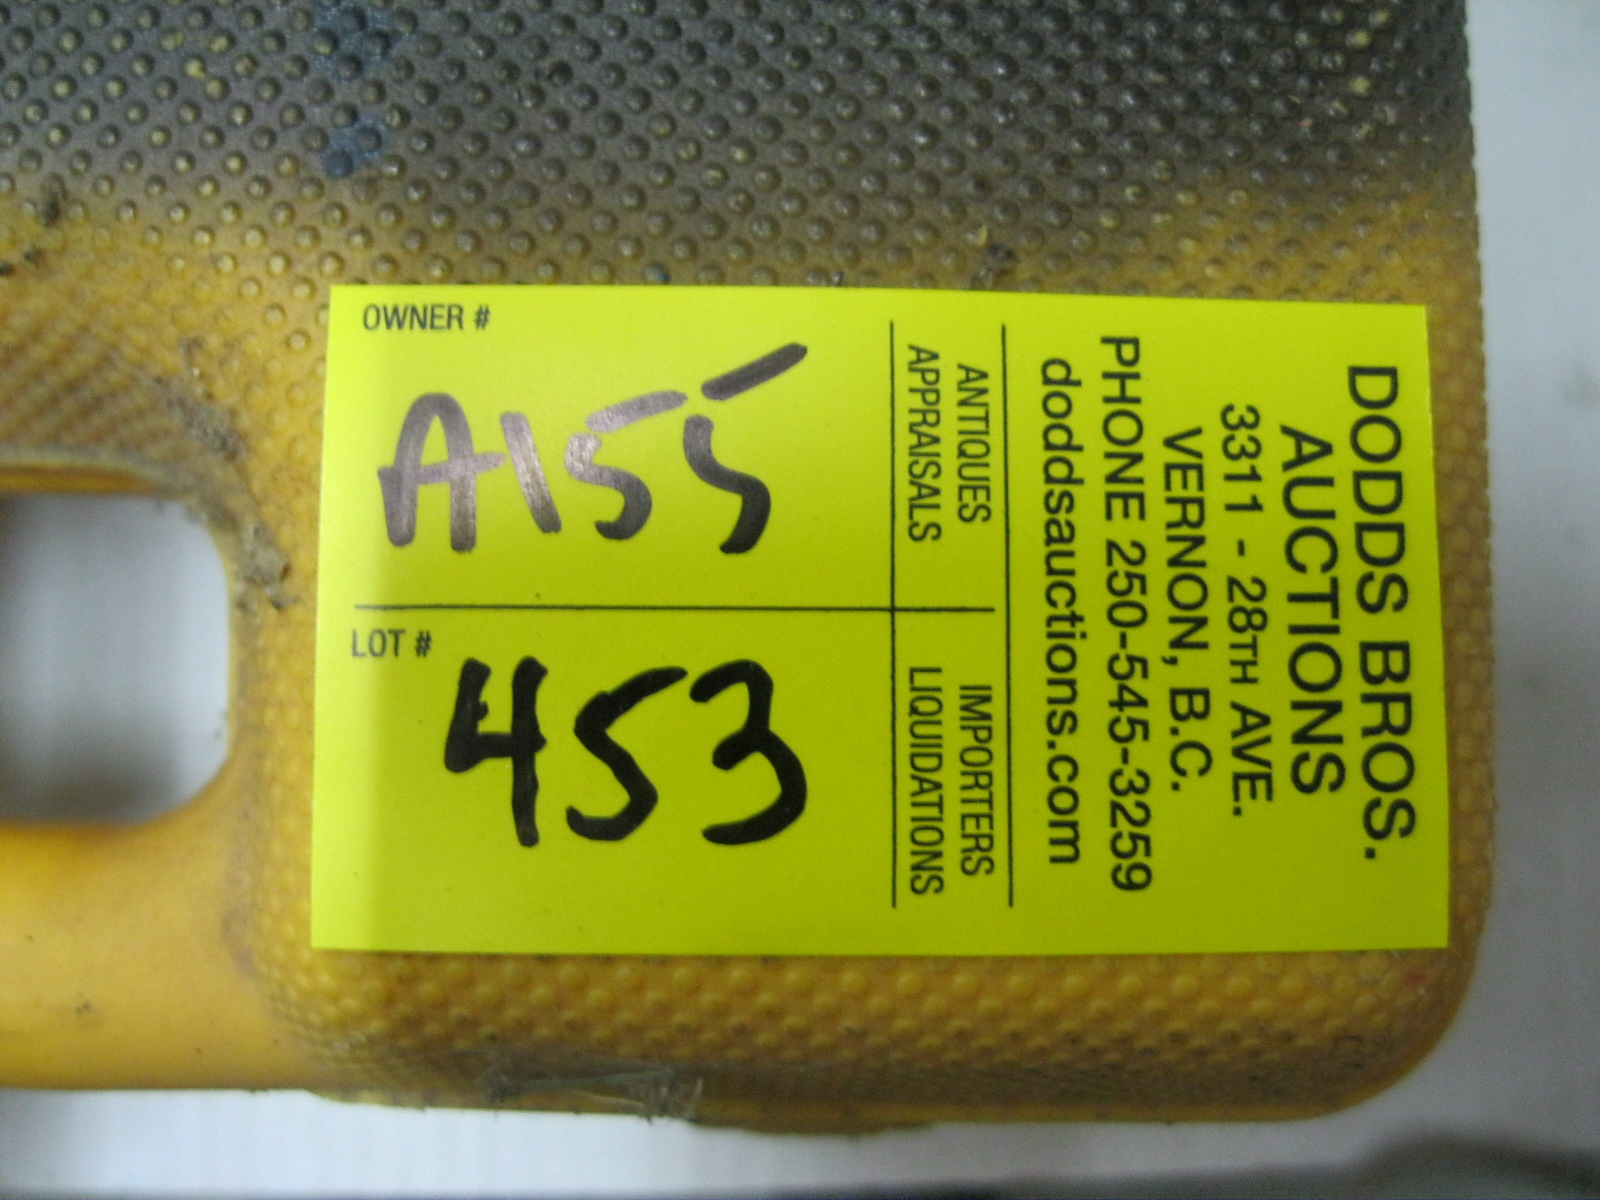 DODDS BROS.
AUCTIONS
3311 - 28TH AVE.
VERNON, B.C.
PHONE 250-545-3259
doddsauctions.com
ANTIQUES
APPRAISALS
IMPORTERS
LIQUIDATIONS
OWNER #
A155
LOT #
453